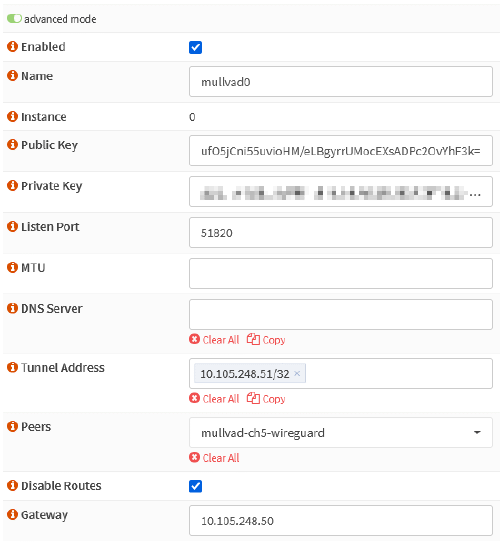 advanced mode
Enabled
Name
mullvad0
Instance
0
Public Key
ufO5jCni55uvioHM/eLBgyrrUMocEXsADPc2OvYhF3k=
Private Key
...
Listen Port
51820
MTU
DNS Server
Clear All Copy
Tunnel Address
10.105.248.51/32 ×
Clear All Copy
Peers
mullvad-ch5-wireguard
Clear All
Disable Routes
Gateway
10.105.248.50